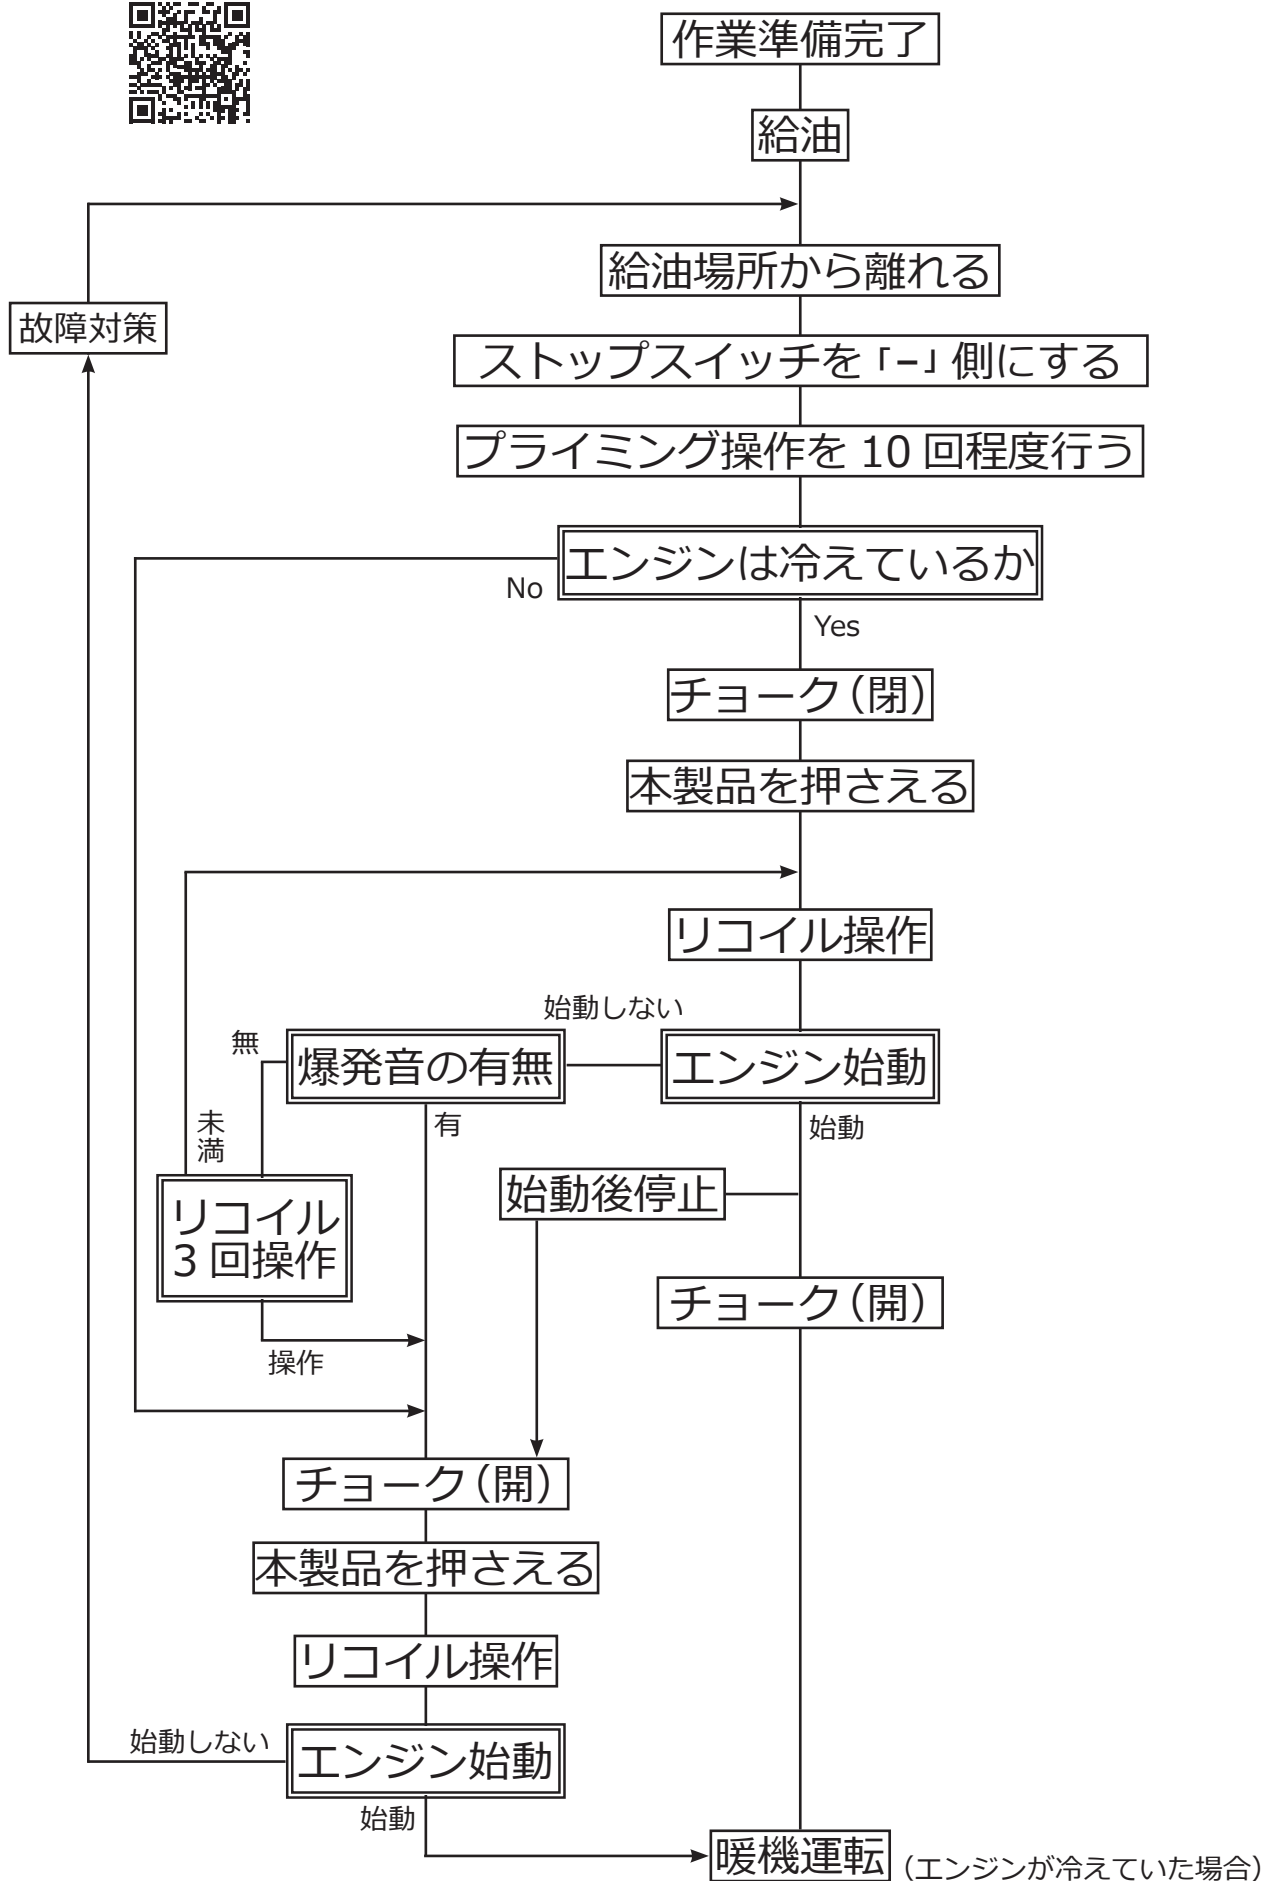 作業準備完了
給油
給油場所から離れる
故障対策
ストップスイッチを「-」側にする
プライミング操作を 10 回程度行う
エンジンは冷えているか
No
Yes
チョーク（閉）
本製品を押さえる
リコイル操作
始動しない
無
爆発音の有無
エンジン始動
未満
有
始動
始動後停止
リコイル
3 回操作
チョーク（開）
操作
チョーク（開）
本製品を押さえる
リコイル操作
始動しない
エンジン始動
始動
暖機運転
（エンジンが冷えていた場合）